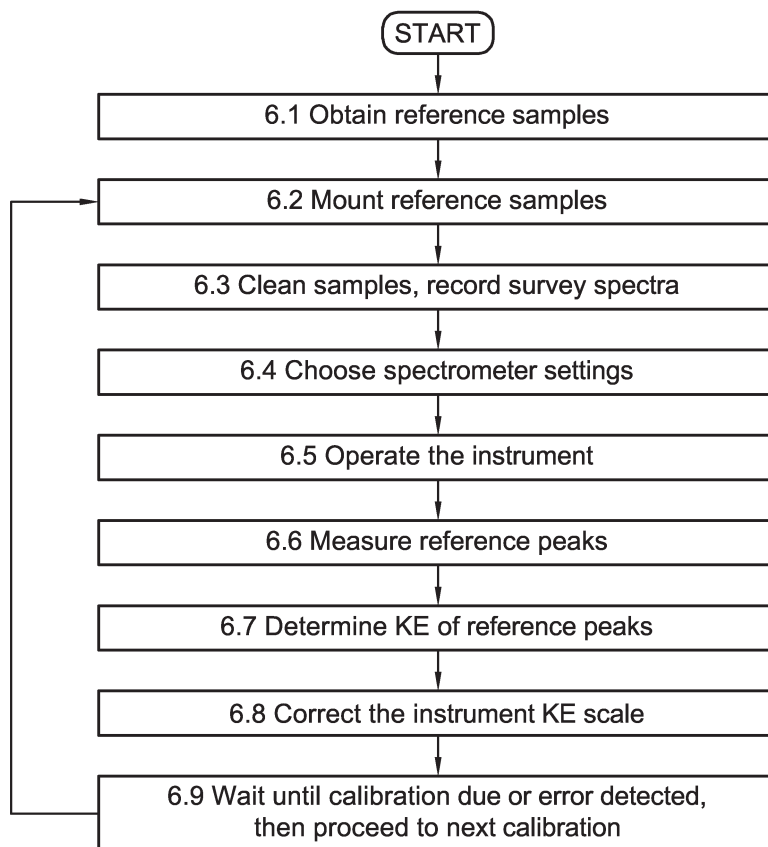 START
6.1 Obtain reference samples
6.2 Mount reference samples
6.3 Clean samples, record survey spectra
6.4 Choose spectrometer settings
6.5 Operate the instrument
6.6 Measure reference peaks
6.7 Determine KE of reference peaks
6.8 Correct the instrument KE scale
6.9 Wait until calibration due or error detected,
then proceed to next calibration